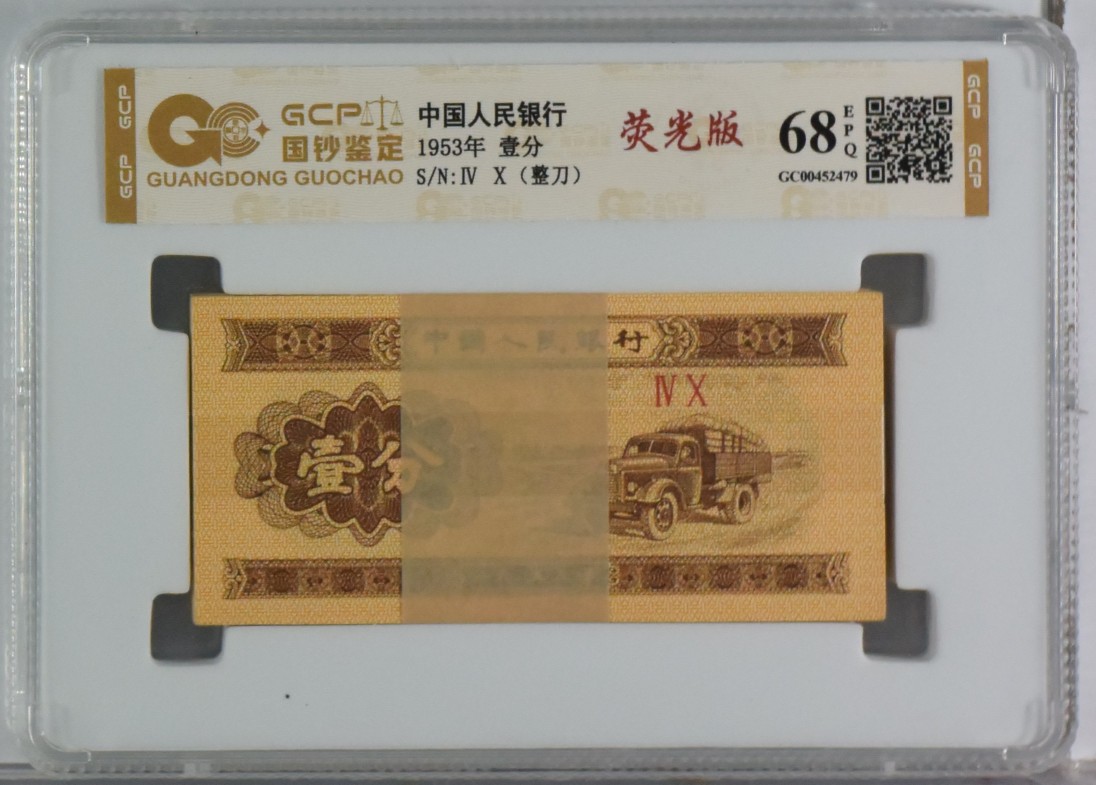 GCP
GCP
GCP
国钞鉴定
GUANGDONG GUOCHAO
中国人民银行
1953年 壹分
S/N:Ⅳ Ⅹ（整刀）
荧光版
68
EPQ
GC00452479
GCP
GCP
中國人民銀行
Ⅳ Ⅹ
壹分